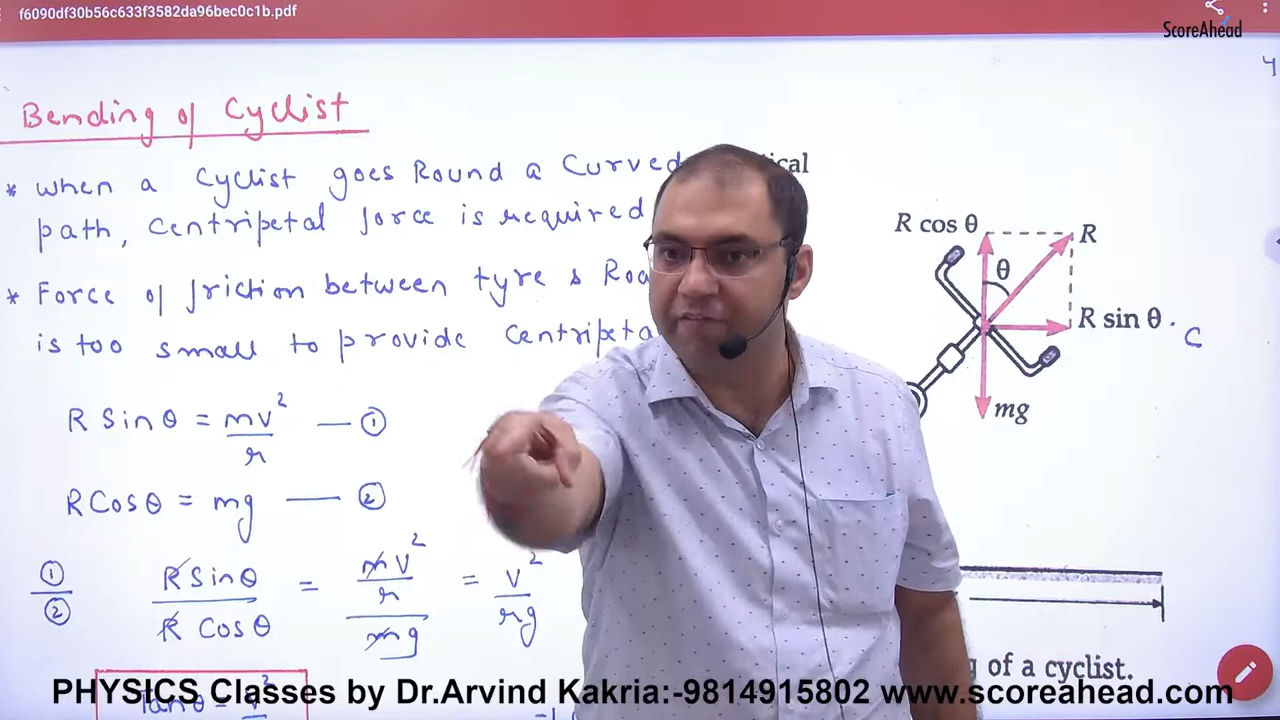 f6090df30b56c633f3582da96bec0c1b.pdf
ScoreAhead
4
Bending of Cyclist
* When a Cyclist goes Round a Curved
path, Centripetal force is required
* Force of friction between tyre &
is too small to provide
R Sin θ = mv²/r — ①
R Cos θ = mg — ②
①/② R Sin θ / R Cos θ = (mv²/r) / mg = v²/rg
Tan θ = v²
R cos θ
R
θ
R sin θ
C
mg
of a cyclist.
PHYSICS Classes by Dr.Arvind Kakria:-9814915802 www.scoreahead.com